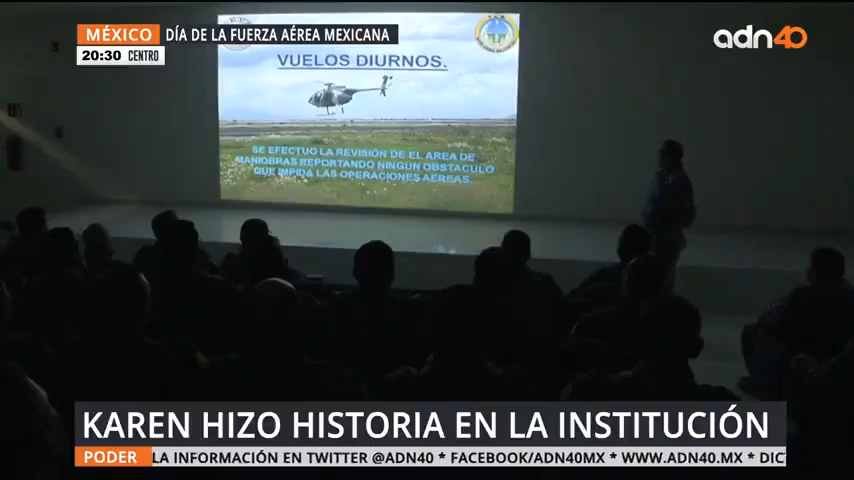 MÉXICO
DÍA DE LA FUERZA AÉREA MEXICANA
20:30 CENTRO
adn40
VUELOS DIURNOS.
SE EFECTUO LA REVISIÓN DE EL AREA DE
MANIOBRAS REPORTANDO NINGUN OBSTACULO
QUE IMPIDA LAS OPERACIONES AEREAS.
KAREN HIZO HISTORIA EN LA INSTITUCIÓN
PODER
LA INFORMACIÓN EN TWITTER @ADN40 * FACEBOOK/ADN40MX * WWW.ADN40.MX * DICT